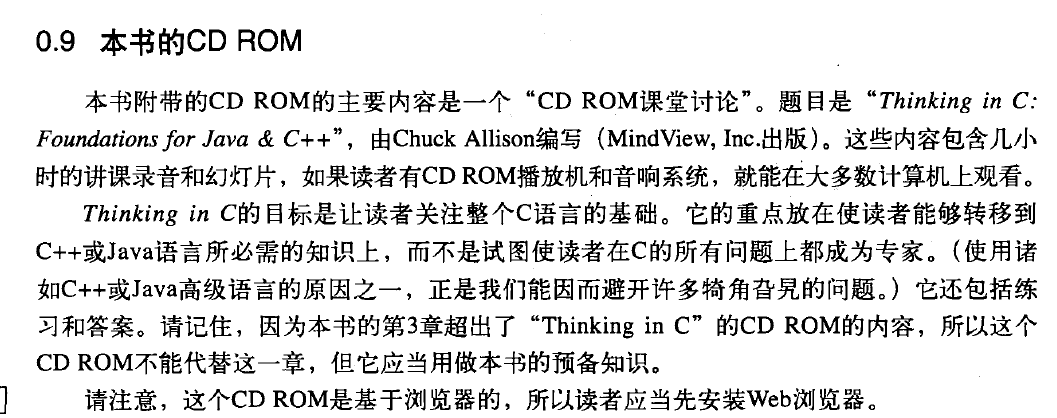 0.9 本书的CD ROM
本书附带的CD ROM的主要内容是一个“CD ROM课堂讨论”。题目是“Thinking in C:
Foundations for Java & C++”，由Chuck Allison编写（MindView, Inc.出版）。这些内容包含几小
时的讲课录音和幻灯片，如果读者有CD ROM播放机和音响系统，就能在大多数计算机上观看。
Thinking in C的目标是让读者关注整个C语言的基础。它的重点放在使读者能够转移到
C++或Java语言所必需的知识上，而不是试图使读者在C的所有问题上都成为专家。（使用诸
如C++或Java高级语言的原因之一，正是我们能因而避开许多犄角旮旯的问题。）它还包括练
习和答案。请记住，因为本书的第3章超出了“Thinking in C”的CD ROM的内容，所以这个
CD ROM不能代替这一章，但它应当用做本书的预备知识。
请注意，这个CD ROM是基于浏览器的，所以读者应当先安装Web浏览器。